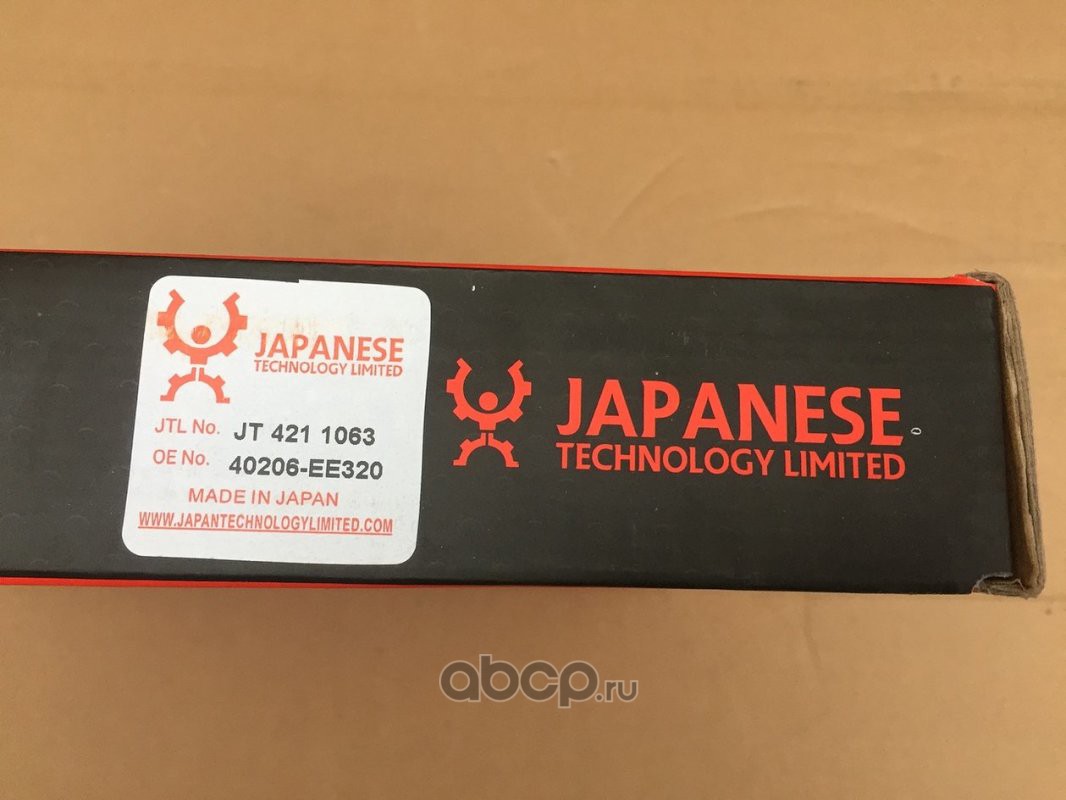 JAPANESE
TECHNOLOGY LIMITED
JTL No. JT 421 1063
OE No. 40206-EE320
MADE IN JAPAN
WWW.JAPANTECHNOLOGYLIMITED.COM
JAPANESE
TECHNOLOGY LIMITED
abcp.ru